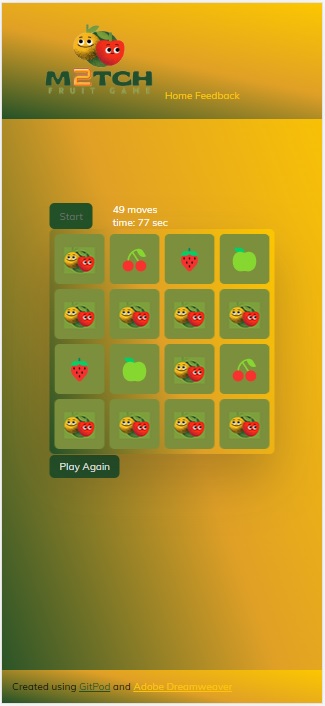 M2TCH
FRUIT GAME
Home Feedback
Start
49 moves
time: 77 sec
Play Again
Created using GitPod and Adobe Dreamweaver